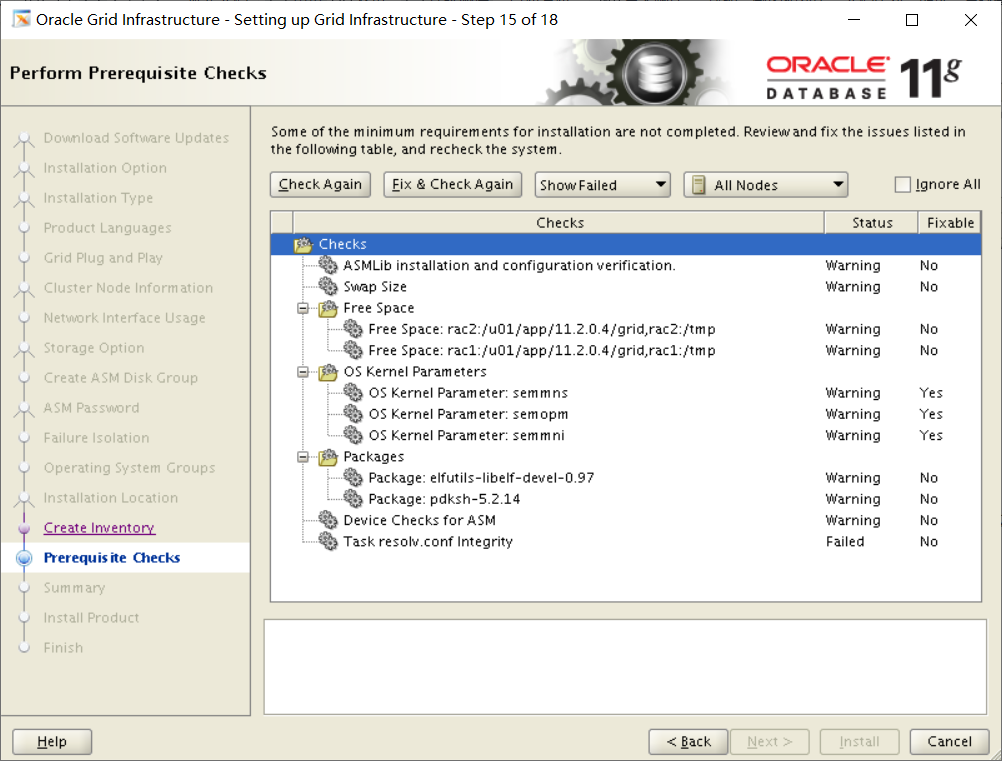 Oracle Grid Infrastructure - Setting up Grid Infrastructure - Step 15 of 18
Perform Prerequisite Checks
ORACLE
DATABASE
11g
Download Software Updates
Installation Option
Installation Type
Product Languages
Grid Plug and Play
Cluster Node Information
Network Interface Usage
Storage Option
Create ASM Disk Group
ASM Password
Failure Isolation
Operating System Groups
Installation Location
Create Inventory
Prerequisite Checks
Summary
Install Product
Finish
Some of the minimum requirements for installation are not completed. Review and fix the issues listed in
the following table, and recheck the system.
Check Again Fix & Check Again Show Failed All Nodes Ignore All
Checks Status Fixable
Checks
ASMLib installation and configuration verification. Warning No
Swap Size Warning No
Free Space
Free Space: rac2:/u01/app/11.2.0.4/grid,rac2:/tmp Warning No
Free Space: rac1:/u01/app/11.2.0.4/grid,rac1:/tmp Warning No
OS Kernel Parameters
OS Kernel Parameter: semmns Warning Yes
OS Kernel Parameter: semopm Warning Yes
OS Kernel Parameter: semmni Warning Yes
Packages
Package: elfutils-libelf-devel-0.97 Warning No
Package: pdksh-5.2.14 Warning No
Device Checks for ASM Warning No
Task resolv.conf Integrity Failed No
Help < Back Next > Install Cancel